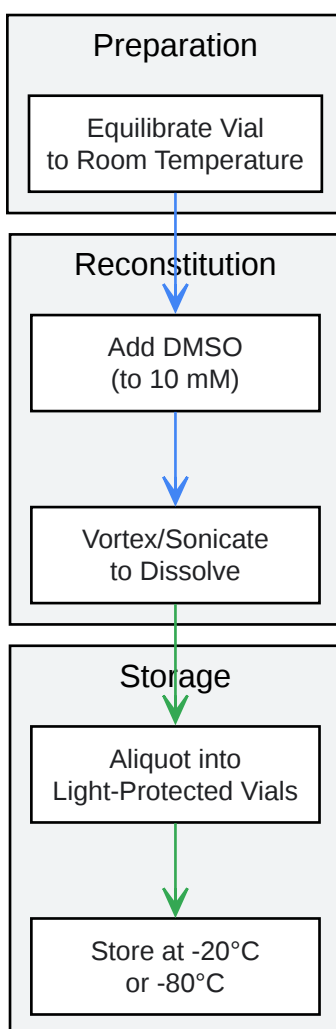 Preparation
Equilibrate Vial
to Room Temperature
Reconstitution
Add DMSO
(to 10 mM)
Vortex/Sonicate
to Dissolve
Storage
Aliquot into
Light-Protected Vials
Store at -20°C
or -80°C